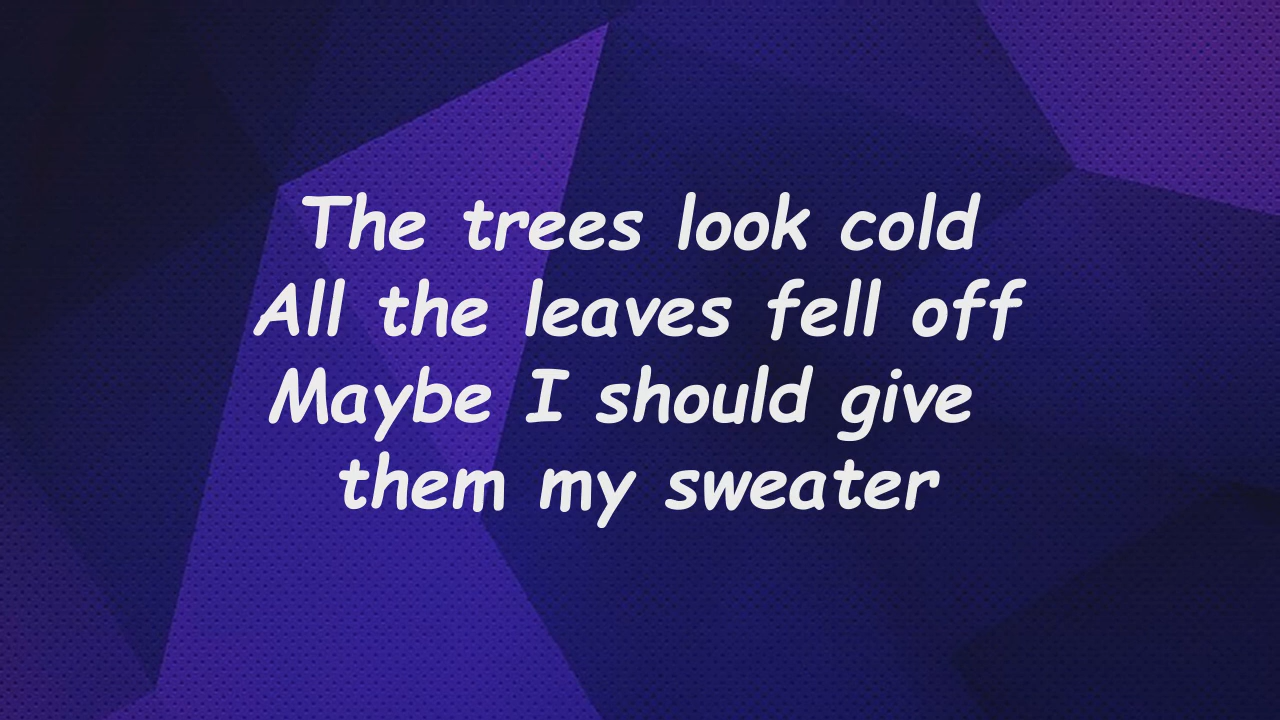 The trees look cold
All the leaves fell off
Maybe I should give
them my sweater